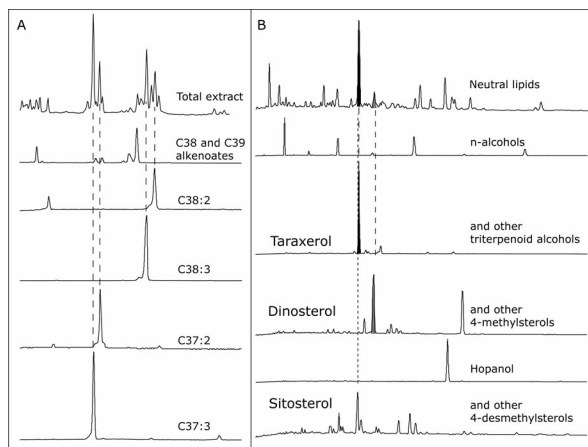 A
Total extract
C38 and C39
alkenoates
C38:2
C38:3
C37:2
C37:3
B
Neutral lipids
n-alcohols
Taraxerol
and other
triterpenoid alcohols
Dinosterol
and other
4-methylsterols
Hopanol
Sitosterol
and other
4-desmethylsterols